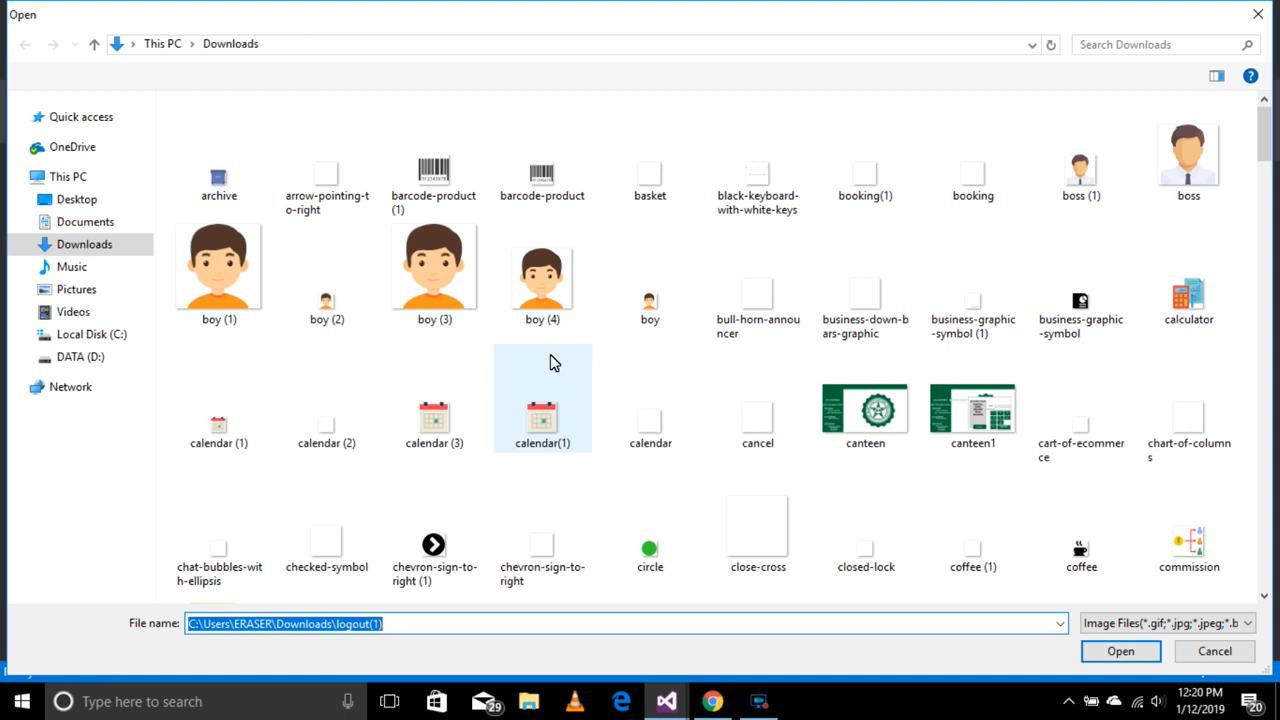 Open
This PC
Downloads
Search Downloads
Quick access
OneDrive
This PC
Desktop
Documents
Downloads
Music
Pictures
Videos
Local Disk (C:)
DATA (D:)
Network
archive
arrow-pointing-t
o-right
barcode-product
(1)
barcode-product
basket
black-keyboard-
with-white-keys
booking(1)
booking
boss (1)
boss
boy (1)
boy (2)
boy (3)
boy (4)
boy
bull-horn-annou
ncer
business-down-b
ars-graphic
business-graphic
-symbol (1)
business-graphic
-symbol
calculator
calendar (1)
calendar (2)
calendar (3)
calendar(1)
calendar
cancel
canteen
canteen1
cart-of-ecomme­r
ce
chart-of-column
s
chat-bubbles-wit
h-ellipsis
checked-symbol
chevron-sign-to-
right (1)
chevron-sign-to-
right
circle
close-cross
closed-lock
coffee (1)
coffee
commission
File name:
C:\Users\ERASER\Downloads\logout(1)
Image Files(*.gif;*.jpg;*.jpeg;*.b
Open
Cancel
Type here to search
29
12:20 PM
1/12/2019
20